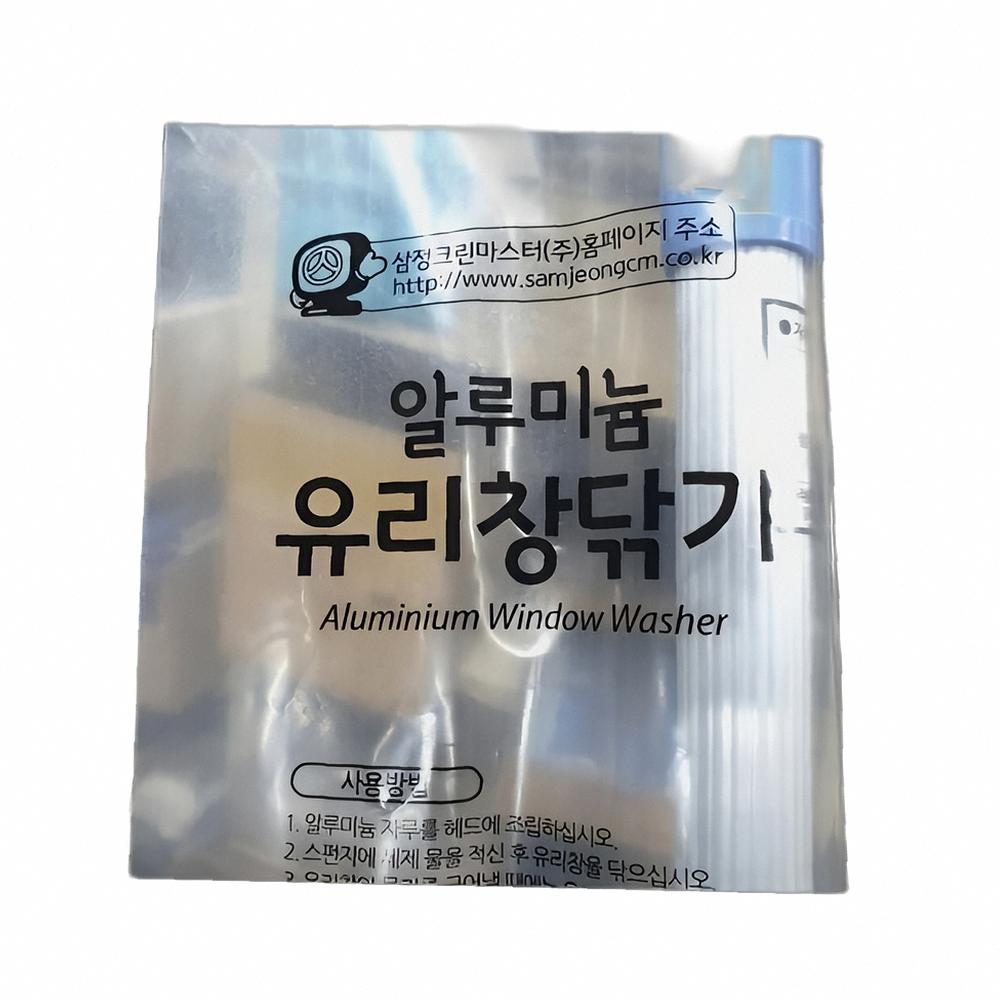 삼정크린마스터(주)홈페이지 주소
http://www.samjeongcm.co.kr
알루미늄
유리창닦기
Aluminium Window Washer
사용방법
1. 알루미늄 자루를 헤드에 조립하십시오.
2. 스펀지에 세제 물을 적신 후 유리창을 닦으십시오